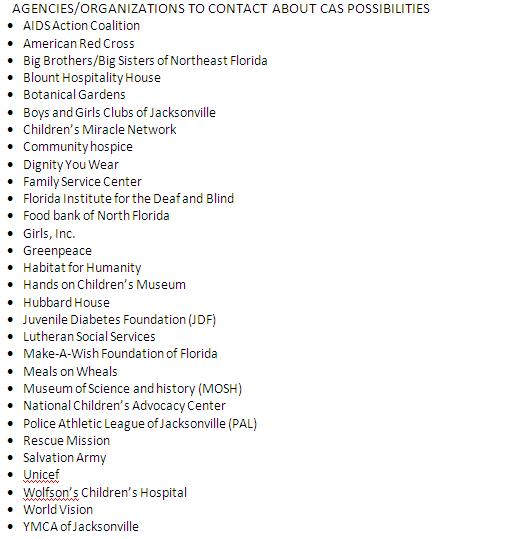 AGENCIES/ORGANIZATIONS TO CONTACT ABOUT CAS POSSIBILITIES
• AIDS Action Coalition
• American Red Cross
• Big Brothers/Big Sisters of Northeast Florida
• Blount Hospitality House
• Botanical Gardens
• Boys and Girls Clubs of Jacksonville
• Children's Miracle Network
• Community hospice
• Dignity You Wear
• Family Service Center
• Florida Institute for the Deaf and Blind
• Food bank of North Florida
• Girls, Inc.
• Greenpeace
• Habitat for Humanity
• Hands on Children's Museum
• Hubbard House
• Juvenile Diabetes Foundation (JDF)
• Lutheran Social Services
• Make-A-Wish Foundation of Florida
• Meals on Wheals
• Museum of Science and history (MOSH)
• National Children's Advocacy Center
• Police Athletic League of Jacksonville (PAL)
• Rescue Mission
• Salvation Army
• Unicef
• Wolfson's Children's Hospital
• World Vision
• YMCA of Jacksonville